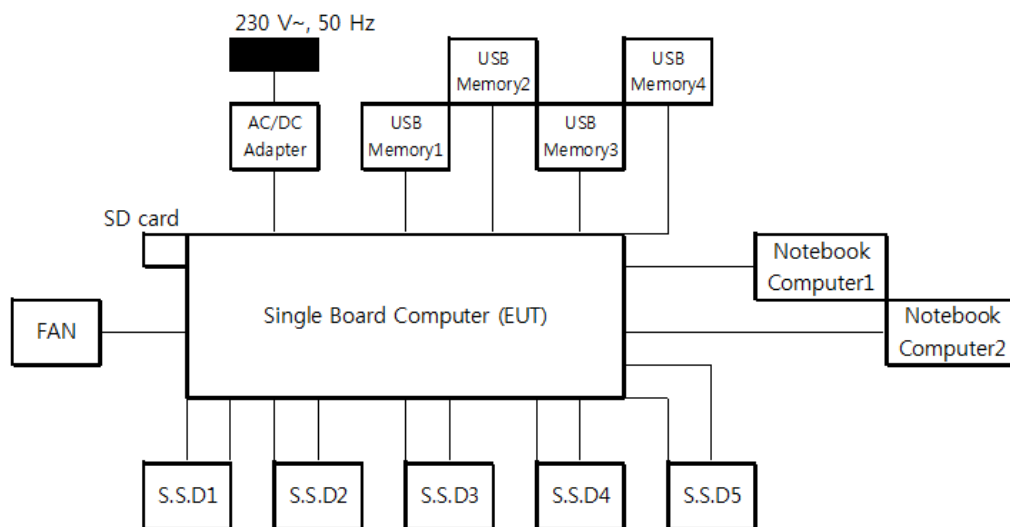 230 V~, 50 Hz
USB
Memory2
USB
Memory4
AC/DC
Adapter
USB
Memory1
USB
Memory3
SD card
Notebook
Computer1
Single Board Computer (EUT)
FAN
Notebook
Computer2
S.S.D1
S.S.D2
S.S.D3
S.S.D4
S.S.D5